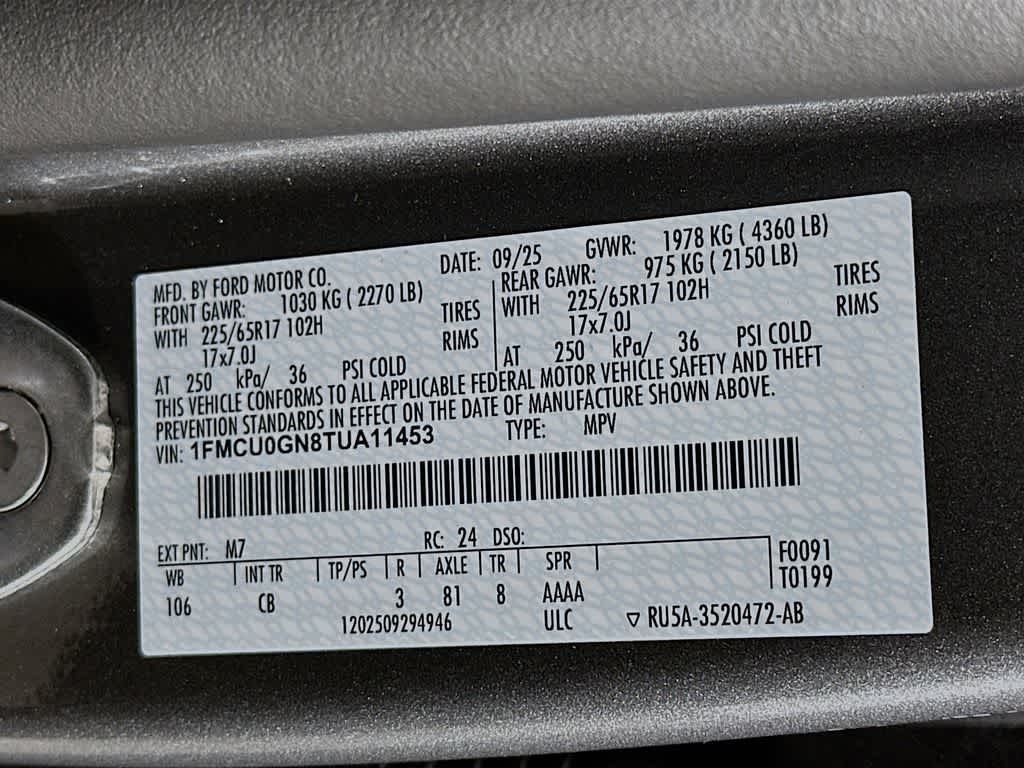 MFD. BY FORD MOTOR CO. DATE: 09/25 GVWR: 1978 KG ( 4360 LB)
FRONT GAWR: 1030 KG ( 2270 LB) REAR GAWR: 975 KG ( 2150 LB)
WITH 225/65R17 102H TIRES WITH 225/65R17 102H TIRES
17x7.0J RIMS 17x7.0J RIMS
AT 250 kPa/ 36 PSI COLD AT 250 kPa/ 36 PSI COLD
THIS VEHICLE CONFORMS TO ALL APPLICABLE FEDERAL MOTOR VEHICLE SAFETY AND THEFT
PREVENTION STANDARDS IN EFFECT ON THE DATE OF MANUFACTURE SHOWN ABOVE.
VIN: 1FMCU0GN8TUA11453 TYPE: MPV
EXT PNT: M7 RC: 24 DSO:
WB INT TR TP/PS R AXLE TR SPR F0091
106 CB 3 81 8 AAAA T0199
1202509294946 ULC ▽ RU5A-3520472-AB